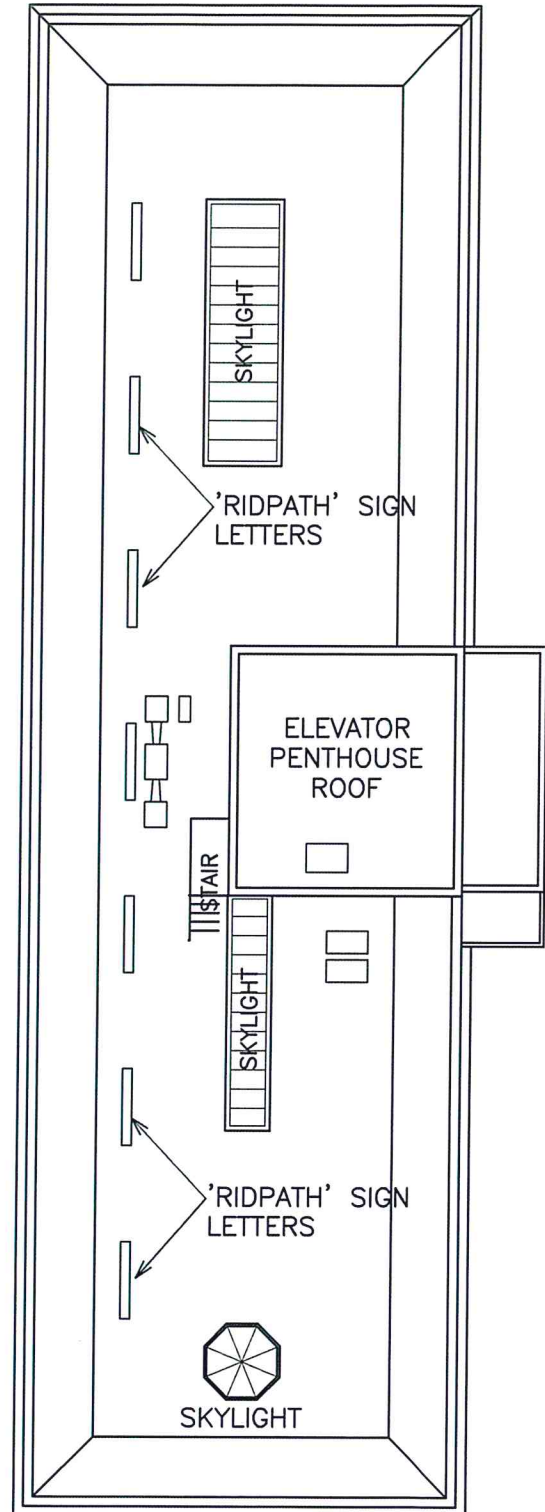 SKYLIGHT
'RIDPATH' SIGN
LETTERS
ELEVATOR
PENTHOUSE
ROOF
STAIR
SKYLIGHT
'RIDPATH' SIGN
LETTERS
SKYLIGHT